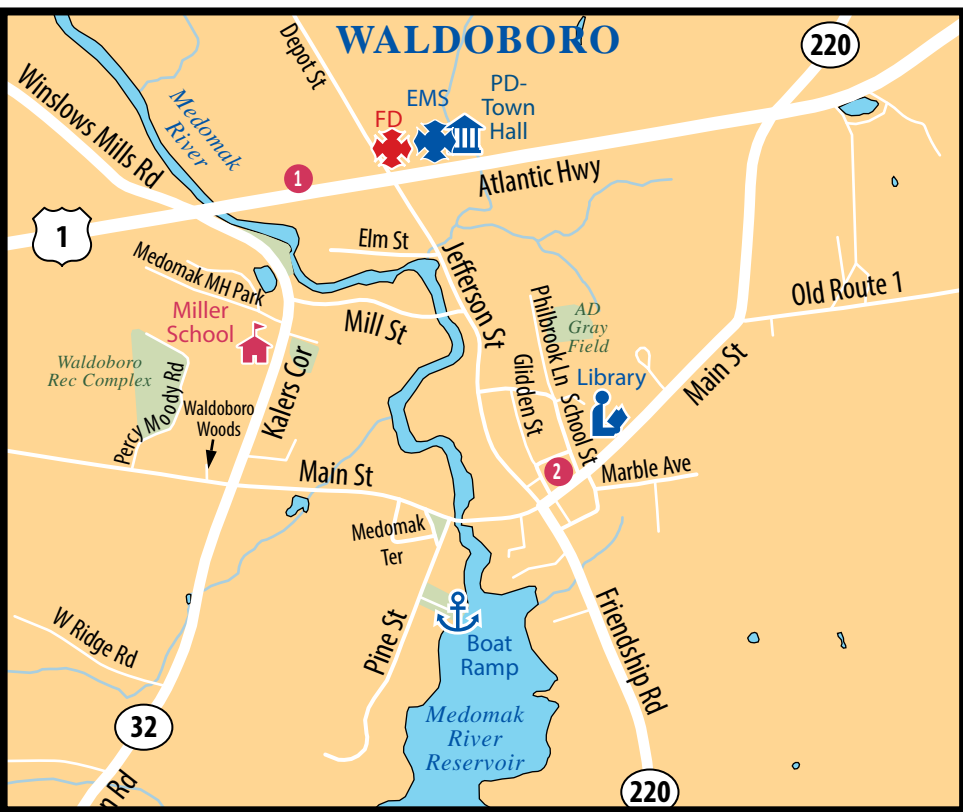 WALDOBORO
220
Depot St
Winslows Mills Rd
Medomak
River
EMS
PD-
Town
Hall
FD
1
Atlantic Hwy
1
Elm St
Medomak MH Park
Jefferson St
Old Route 1
Miller
School
Mill St
Philbrook Ln
AD
Gray
Field
Waldoboro
Rec Complex
Percy Moody Rd
Kalers Cor
Glidden St
Library
Main St
Waldoboro
Woods
School St
Main St
2
Marble Ave
Medomak
Ter
W Ridge Rd
Pine St
Friendship Rd
Boat
Ramp
32
Medomak
River
Reservoir
n Rd
220